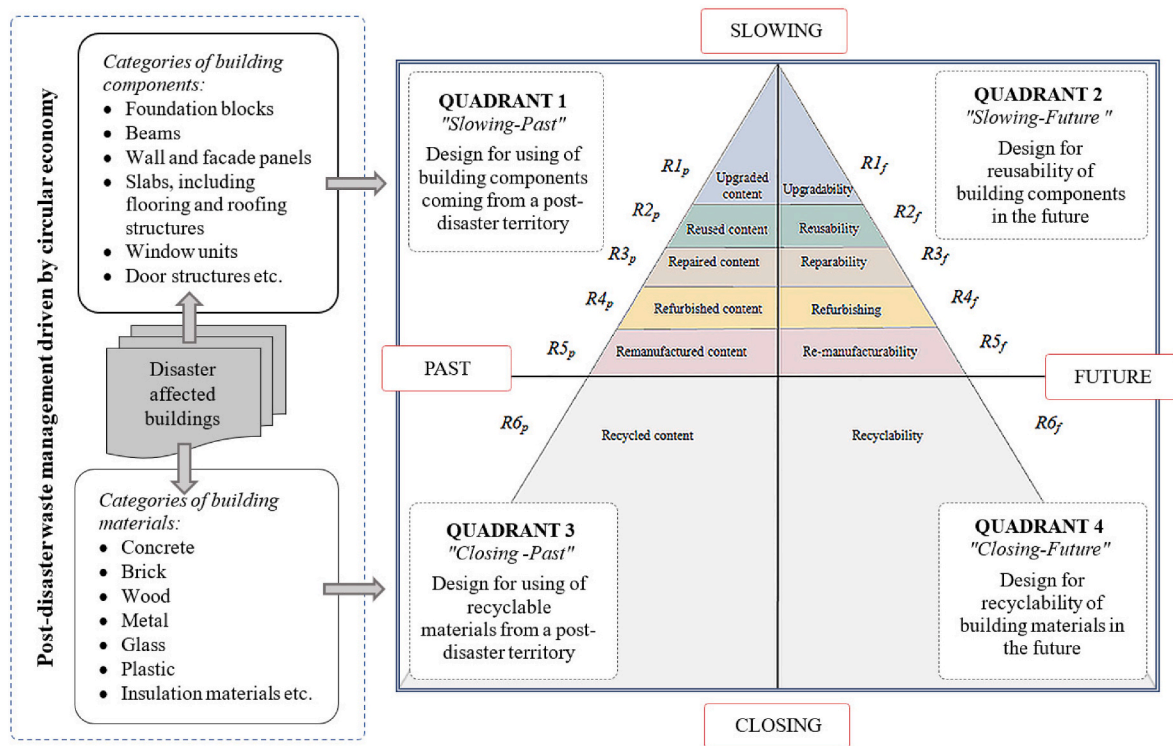 Post-disasterwaste management driven by circular economy
Categories of building
components:
• Foundation blocks
• Beams
• Wall and facade panels
• Slabs, including
flooring and roofing
structures
• Window units
• Door structures etc.
Disaster
affected
buildings
Categories of building
materials:
• Concrete
• Brick
• Wood
• Metal
• Glass
• Plastic
• Insulation materials etc.
SLOWING
QUADRANT 1
"Slowing-Past"
Design for using of
building components
coming from a post-
disaster territory
QUADRANT 2
"Slowing-Future "
Design for
reusability of
building components
in the future
R1p
Upgraded
content
Upgradability
R1f
R2p
Reused content
Reusability
R2f
R3p
Repaired content
Reparability
R3f
R4p
Refurbished content
Refurbishing
R4f
R5p
Remanufactured content
Re-manufacturability
R5f
PAST
FUTURE
R6p
Recycled content
Recyclability
R6f
QUADRANT 3
"Closing -Past"
Design for using of
recyclable
materials from a post-
disaster territory
QUADRANT 4
"Closing-Future"
Design for
recyclability of
building materials in
the future
CLOSING